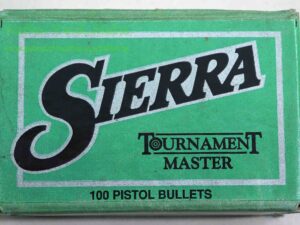 SIERRA
TOURNAMENT
MASTER
100 PISTOL BULLETS